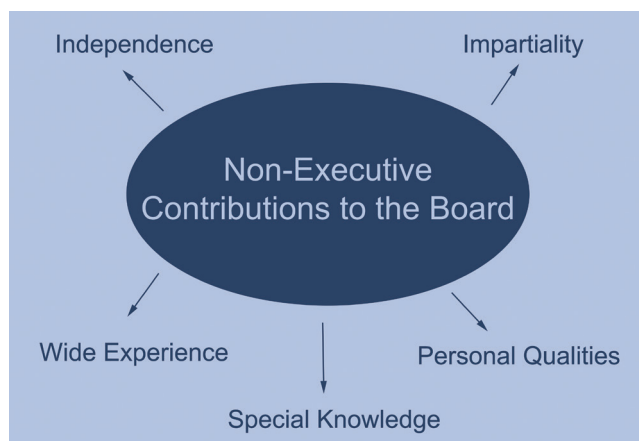 Independence
Impartiality
Non-Executive
Contributions to the Board
Wide Experience
Personal Qualities
Special Knowledge